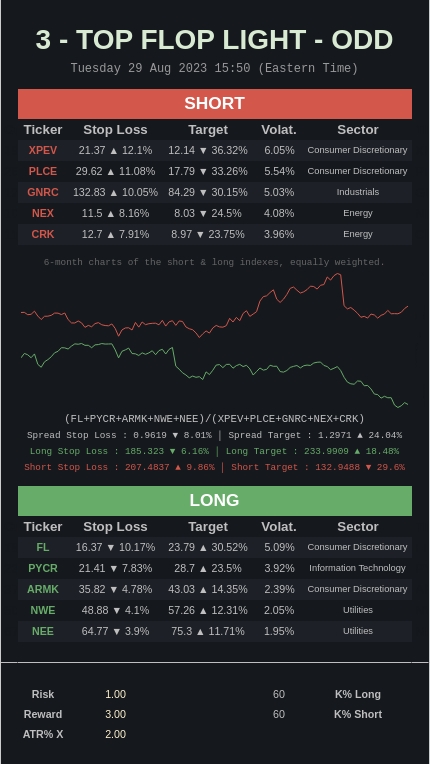 3 - TOP FLOP LIGHT - ODD
Tuesday 29 Aug 2023 15:50 (Eastern Time)
SHORT
Ticker Stop Loss Target Volat. Sector
XPEV 21.37 ▲ 12.1% 12.14 ▼ 36.32% 6.05% Consumer Discretionary
PLCE 29.62 ▲ 11.08% 17.79 ▼ 33.26% 5.54% Consumer Discretionary
GNRC 132.83 ▲ 10.05% 84.29 ▼ 30.15% 5.03% Industrials
NEX 11.5 ▲ 8.16% 8.03 ▼ 24.5% 4.08% Energy
CRK 12.7 ▲ 7.91% 8.97 ▼ 23.75% 3.96% Energy
6-month charts of the short & long indexes, equally weighted.
(FL+PYCR+ARMK+NWE+NEE)/(XPEV+PLCE+GNRC+NEX+CRK)
Spread Stop Loss : 0.9619 ▼ 8.01% | Spread Target : 1.2971 ▲ 24.04%
Long Stop Loss : 185.323 ▼ 6.16% | Long Target : 233.9909 ▲ 18.48%
Short Stop Loss : 207.4837 ▲ 9.86% | Short Target : 132.9488 ▼ 29.6%
LONG
Ticker Stop Loss Target Volat. Sector
FL 16.37 ▼ 10.17% 23.79 ▲ 30.52% 5.09% Consumer Discretionary
PYCR 21.41 ▼ 7.83% 28.7 ▲ 23.5% 3.92% Information Technology
ARMK 35.82 ▼ 4.78% 43.03 ▲ 14.35% 2.39% Consumer Discretionary
NWE 48.88 ▼ 4.1% 57.26 ▲ 12.31% 2.05% Utilities
NEE 64.77 ▼ 3.9% 75.3 ▲ 11.71% 1.95% Utilities
Risk 1.00 60 K% Long
Reward 3.00 60 K% Short
ATR% X 2.00